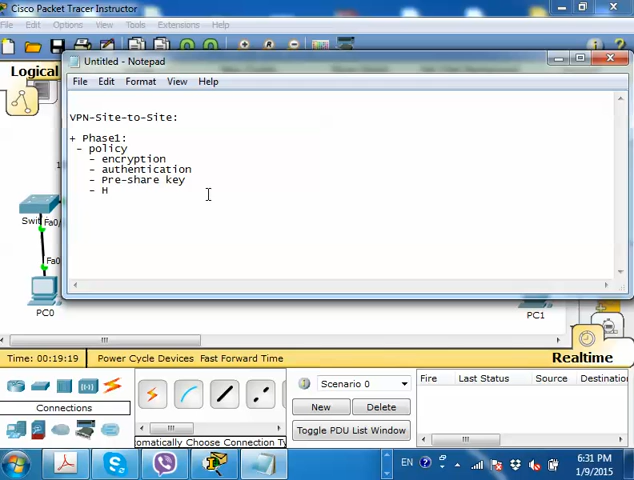 Cisco Packet Tracer Instructor
File Edit Options View Tools Extensions Help
Logical
Untitled - Notepad
File Edit Format View Help
VPN-Site-to-Site:
+ Phase1:
- policy
- encryption
- authentication
- Pre-share key
- H
Swit
Fa0/
Fa0
PC0
PC1
Time: 00:19:19 Power Cycle Devices Fast Forward Time
Realtime
Scenario 0
New Delete
Toggle PDU List Window
Fire Last Status Source Destination
Connections
utomatically Choose Connection Ty
EN
6:31 PM
1/9/2015